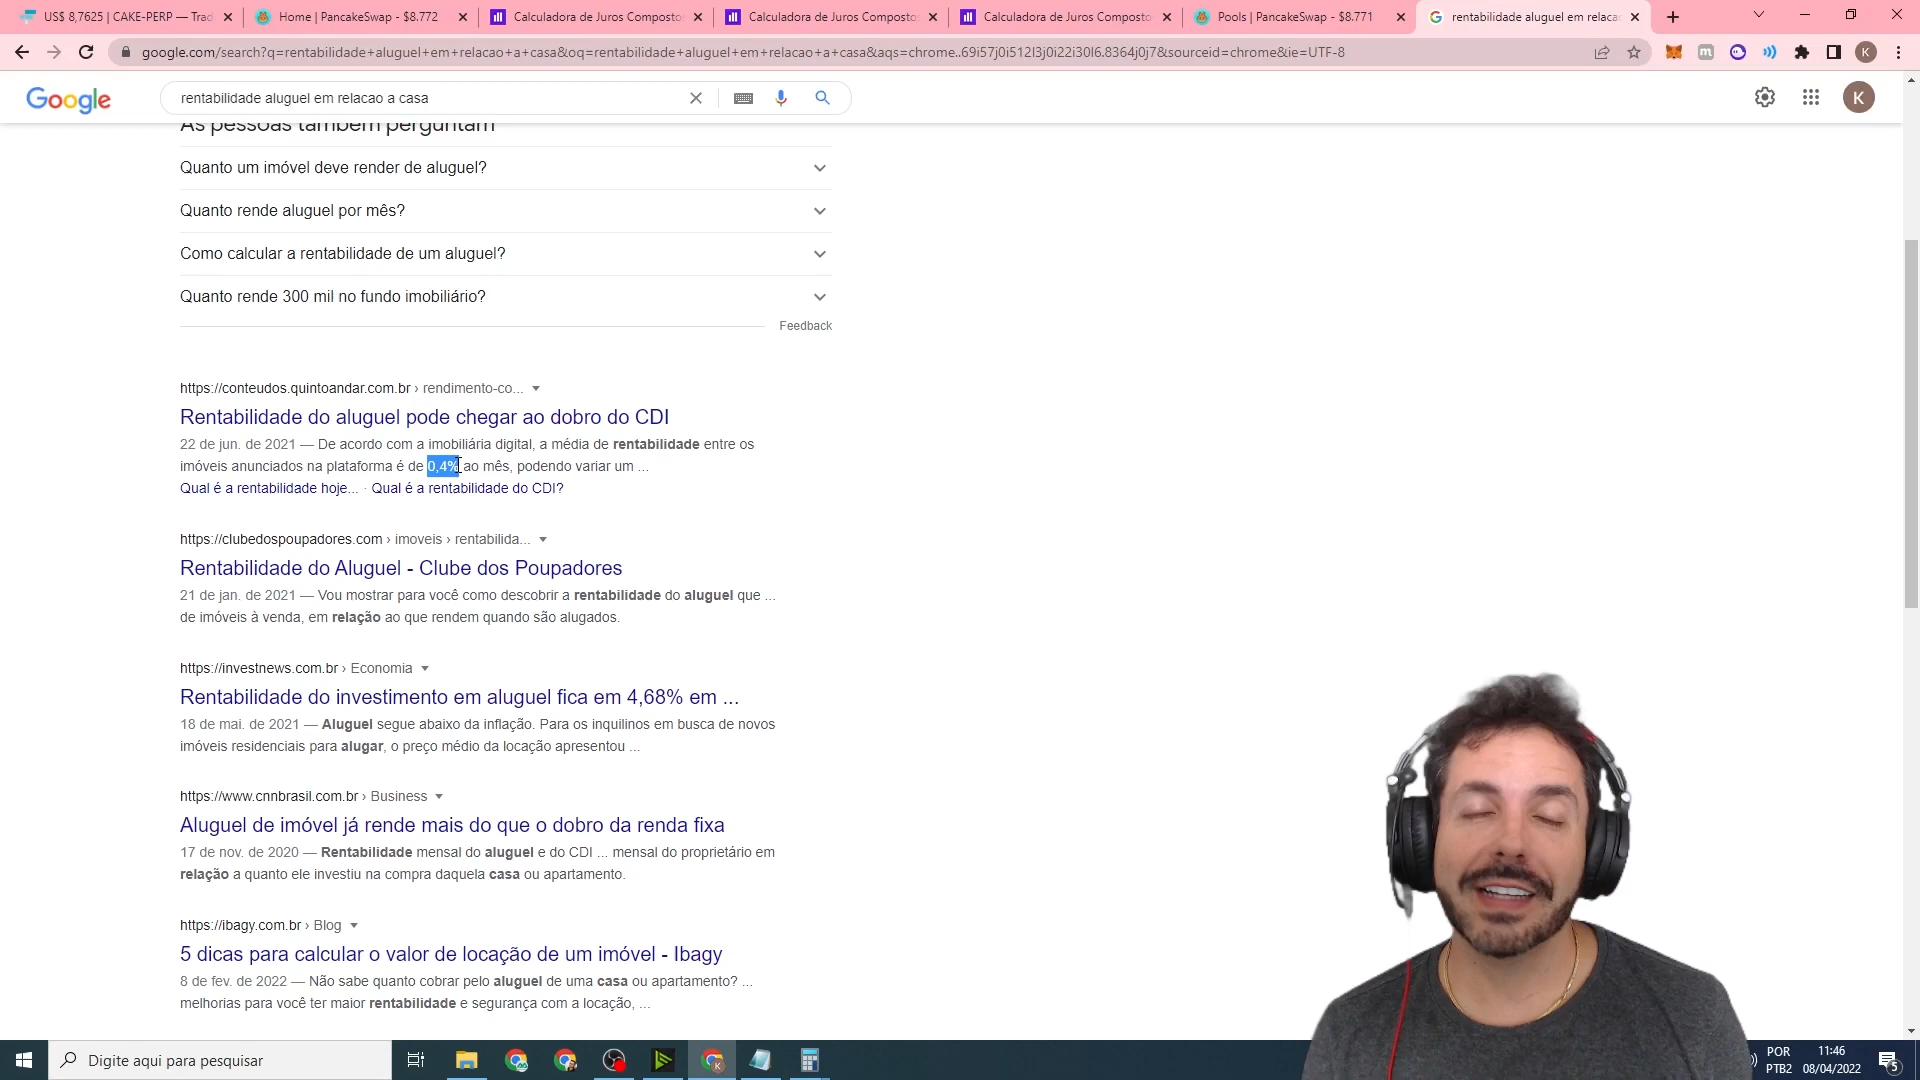 US$ 8,7625 | CAKE-PERP — Trad
Home | PancakeSwap - $8.772
Calculadora de Juros Composto
Calculadora de Juros Composto
Calculadora de Juros Composto
Pools | PancakeSwap - $8.771
rentabilidade aluguel em relaca
google.com/search?q=rentabilidade+aluguel+em+relacao+a+casa&oq=rentabilidade+aluguel+em+relacao+a+casa&aqs=chrome..69i57j0i512l3j0i22i30l6.8364j0j7&sourceid=chrome&ie=UTF-8
K
Google
rentabilidade aluguel em relacao a casa
K
As pessoas também perguntam
Quanto um imóvel deve render de aluguel?
Quanto rende aluguel por mês?
Como calcular a rentabilidade de um aluguel?
Quanto rende 300 mil no fundo imobiliário?
Feedback
https://conteudos.quintoandar.com.br › rendimento-co...
Rentabilidade do aluguel pode chegar ao dobro do CDI
22 de jun. de 2021 — De acordo com a imobiliária digital, a média de rentabilidade entre os
imóveis anunciados na plataforma é de 0,4% ao mês, podendo variar um ...
Qual é a rentabilidade hoje... · Qual é a rentabilidade do CDI?
https://clubedospoupadores.com › imoveis › rentabilida...
Rentabilidade do Aluguel - Clube dos Poupadores
21 de jan. de 2021 — Vou mostrar para você como descobrir a rentabilidade do aluguel que ...
de imóveis à venda, em relação ao que rendem quando são alugados.
https://investnews.com.br › Economia
Rentabilidade do investimento em aluguel fica em 4,68% em ...
18 de mai. de 2021 — Aluguel segue abaixo da inflação. Para os inquilinos em busca de novos
imóveis residenciais para alugar, o preço médio da locação apresentou ...
https://www.cnnbrasil.com.br › Business
Aluguel de imóvel já rende mais do que o dobro da renda fixa
17 de nov. de 2020 — Rentabilidade mensal do aluguel e do CDI ... mensal do proprietário em
relação a quanto ele investiu na compra daquela casa ou apartamento.
https://ibagy.com.br › Blog
5 dicas para calcular o valor de locação de um imóvel - Ibagy
8 de fev. de 2022 — Não sabe quanto cobrar pelo aluguel de uma casa ou apartamento? ...
melhorias para você ter maior rentabilidade e segurança com a locação, ...
Digite aqui para pesquisar
POR
PTB2
11:46
08/04/2022
5